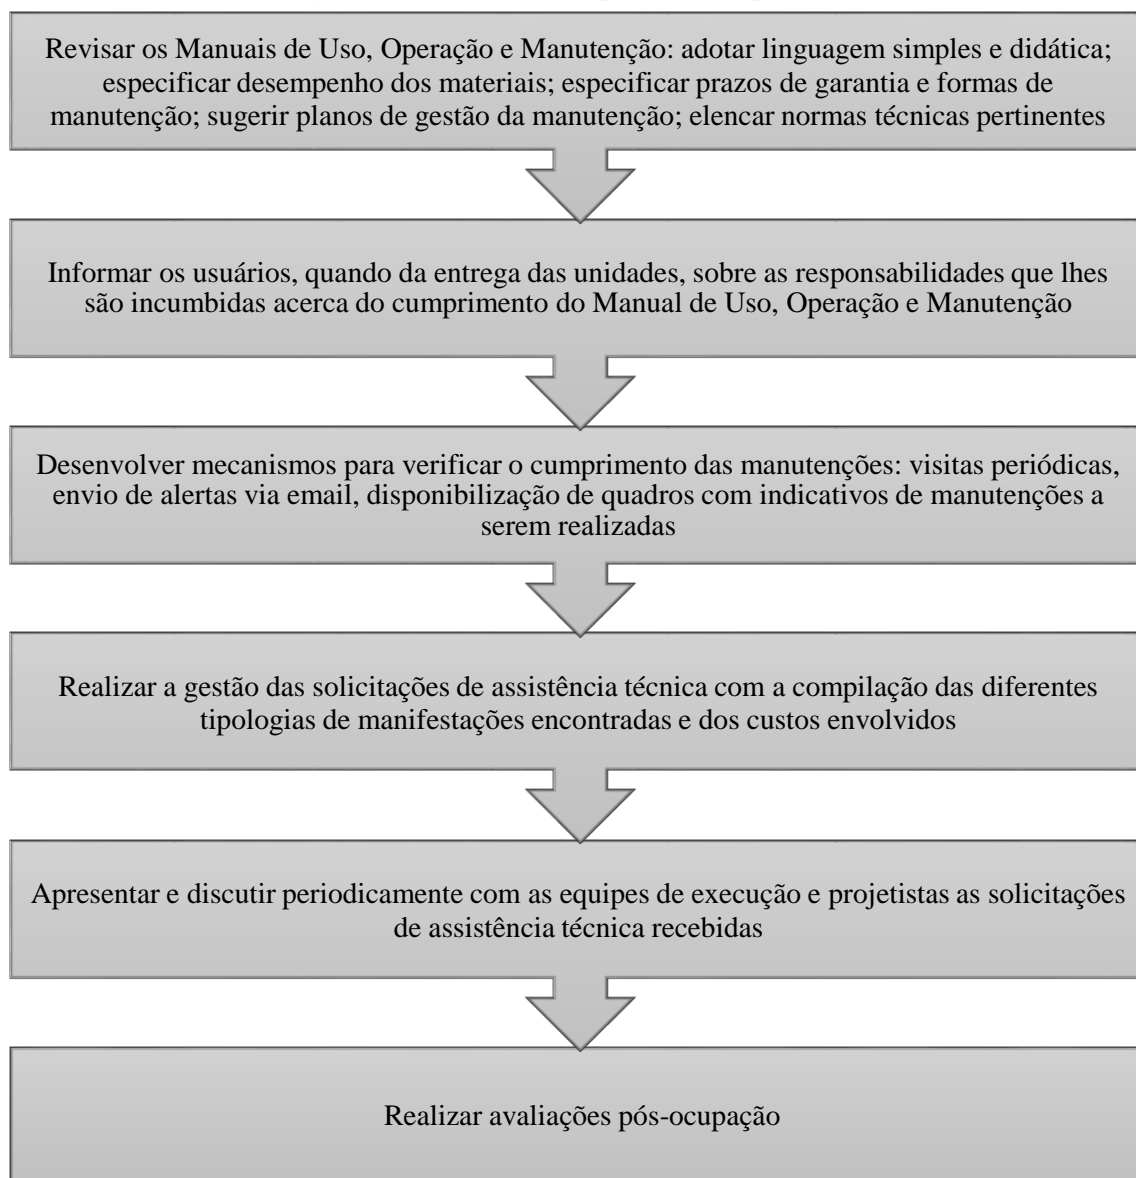 Revisar os Manuais de Uso, Operação e Manutenção: adotar linguagem simples e didática;
especificar desempenho dos materiais; especificar prazos de garantia e formas de
manutenção; sugerir planos de gestão da manutenção; elencar normas técnicas pertinentes
Informar os usuários, quando da entrega das unidades, sobre as responsabilidades que lhes
são incumbidas acerca do cumprimento do Manual de Uso, Operação e Manutenção
Desenvolver mecanismos para verificar o cumprimento das manutenções: visitas periódicas,
envio de alertas via email, disponibilização de quadros com indicativos de manutenções a
serem realizadas
Realizar a gestão das solicitações de assistência técnica com a compilação das diferentes
tipologias de manifestações encontradas e dos custos envolvidos
Apresentar e discutir periodicamente com as equipes de execução e projetistas as solicitações
de assistência técnica recebidas
Realizar avaliações pós-ocupação